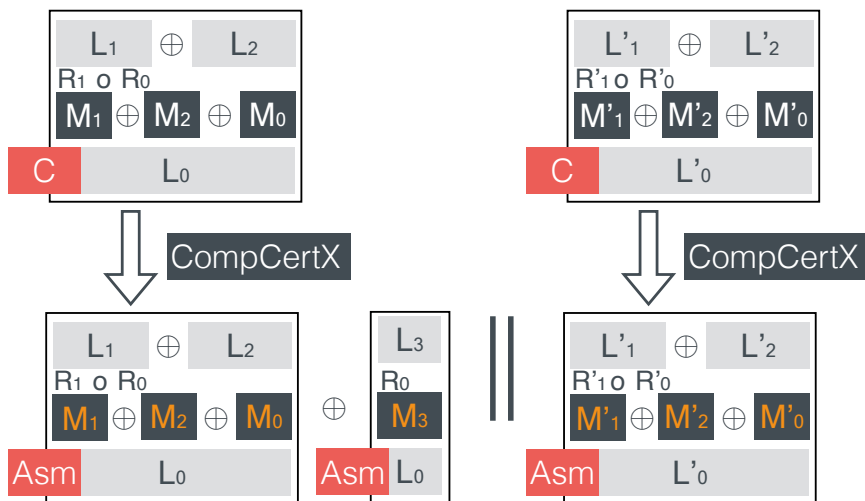 L₁ ⊕ L₂ L'₁ ⊕ L'₂
R₁ o R₀ R'₁ o R'₀
M₁ ⊕ M₂ ⊕ M₀ M'₁ ⊕ M'₂ ⊕ M'₀
C L₀ C L'₀
CompCertX CompCertX
L₁ ⊕ L₂ L₃ L'₁ ⊕ L'₂
R₁ o R₀ R₀ R'₁ o R'₀
M₁ ⊕ M₂ ⊕ M₀ ⊕ M₃ M'₁ ⊕ M'₂ ⊕ M'₀
Asm L₀ Asm L₀ Asm L'₀